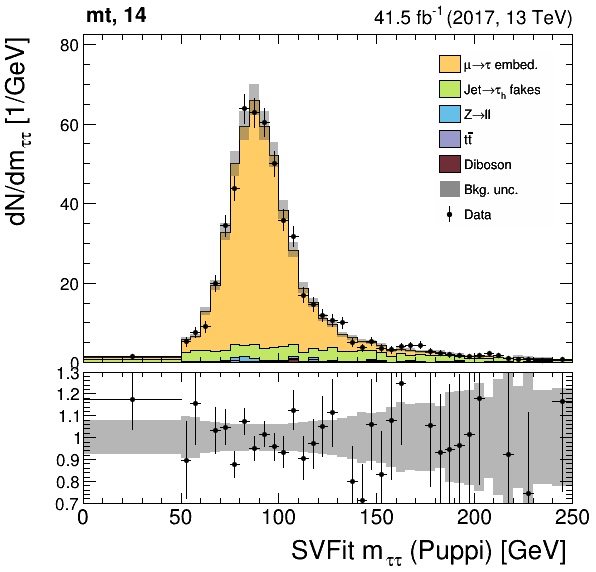 mt, 14
41.5 fb⁻¹ (2017, 13 TeV)
dN/dm_ττ [1/GeV]
80
60
40
20
0
μ→τ embed.
Jet→τ_h fakes
Z→ll
tt̄
Diboson
Bkg. unc.
Data
1.3
1.2
1.1
1
0.9
0.8
0.7
0 50 100 150 200 250
SVFit m_ττ (Puppi) [GeV]